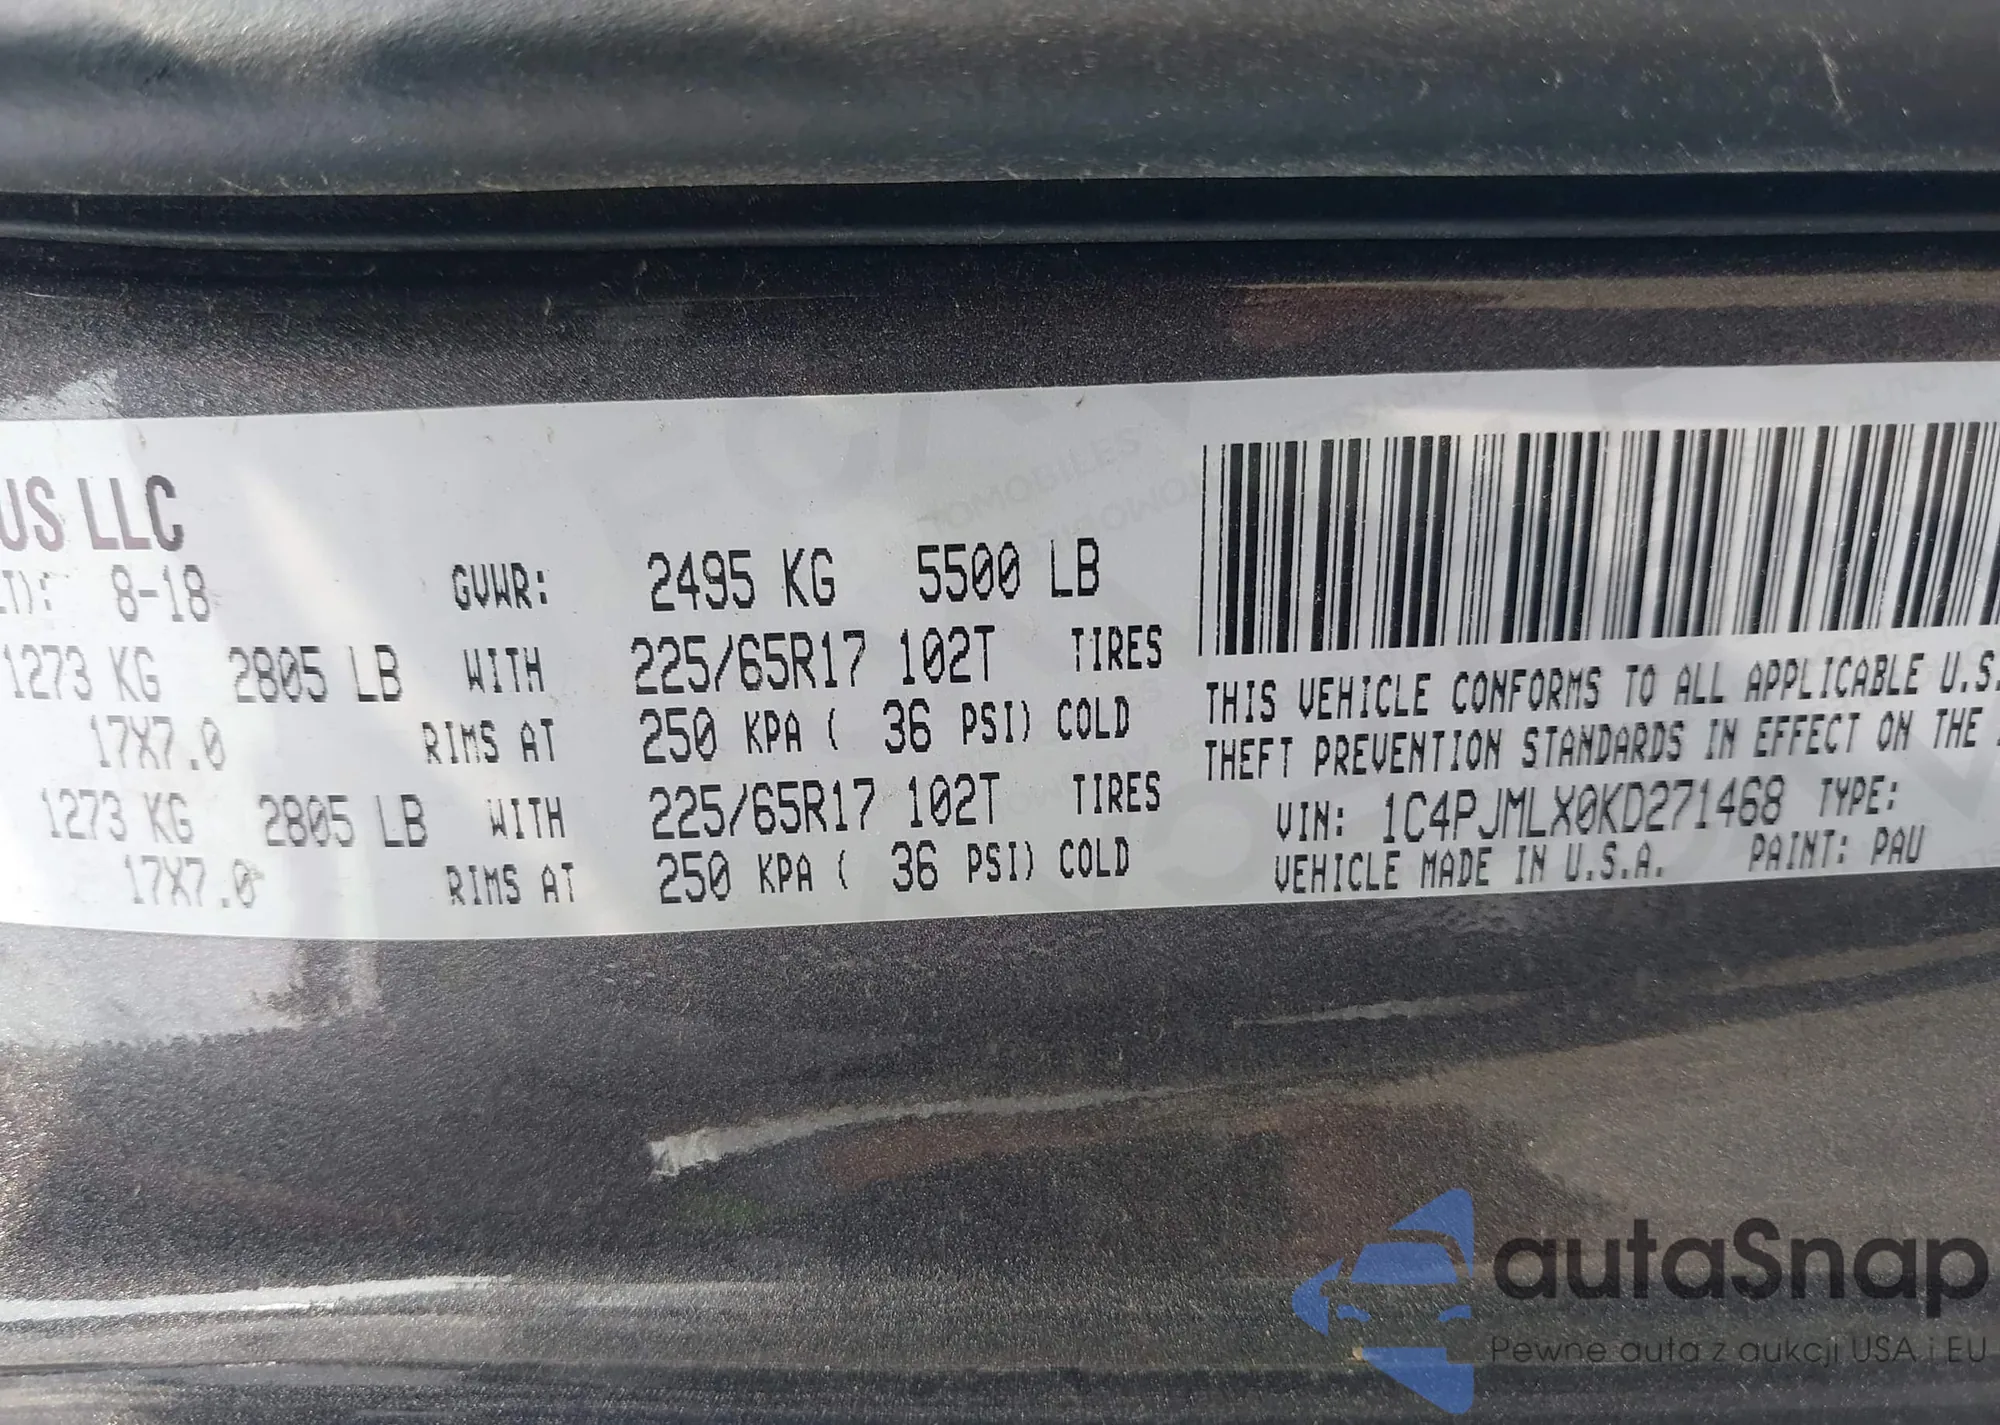 US LLC
LT): 8-18 GVWR: 2495 KG 5500 LB
1273 KG 2805 LB WITH 225/65R17 102T TIRES
17X7.0 RIMS AT 250 KPA ( 36 PSI) COLD
1273 KG 2805 LB WITH 225/65R17 102T TIRES
17X7.0 RIMS AT 250 KPA ( 36 PSI) COLD
THIS VEHICLE CONFORMS TO ALL APPLICABLE U.S.
THEFT PREVENTION STANDARDS IN EFFECT ON THE
VIN: 1C4PJMLX0KD271468 TYPE:
VEHICLE MADE IN U.S.A. PAINT: PAU
autaSnap
Pewne auta z aukcji USA i EU